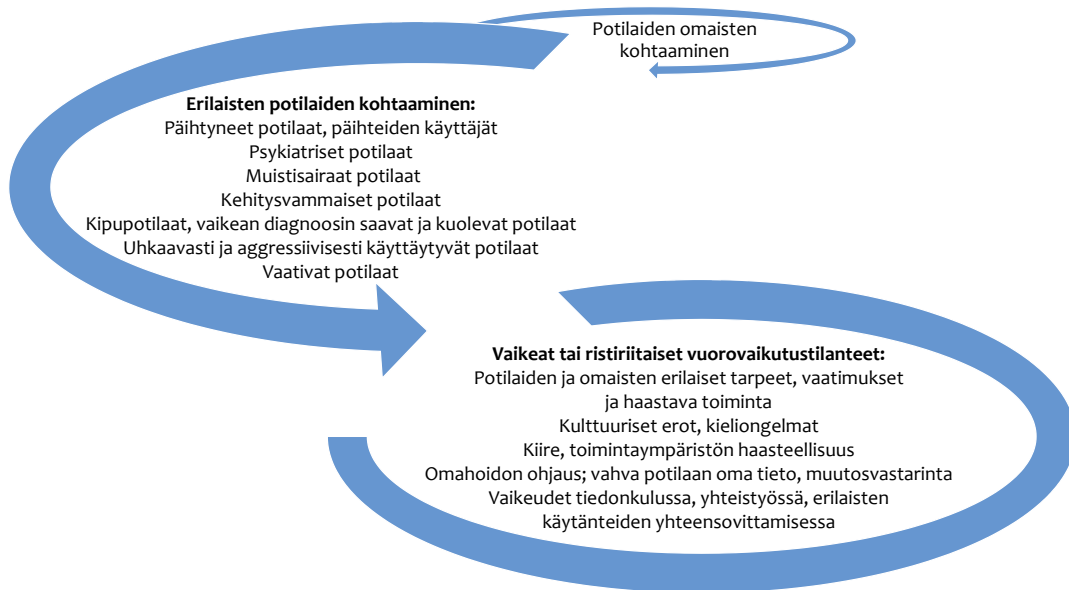 Potilaiden omaisten
kohtaaminen
Erilaisten potilaiden kohtaaminen:
Päihtyneet potilaat, päihteiden käyttäjät
Psykiatriset potilaat
Muistisairaat potilaat
Kehitysvammaiset potilaat
Kipupotilaat, vaikean diagnoosin saavat ja kuolevat potilaat
Uhkaavasti ja aggressiivisesti käyttäytyvät potilaat
Vaativat potilaat
Vaikeat tai ristiriitaiset vuorovaikutustilanteet:
Potilaiden ja omaisten erilaiset tarpeet, vaatimukset
ja haastava toiminta
Kulttuuriset erot, kieliongelmat
Kiire, toimintaympäristön haasteellisuus
Omahoidon ohjaus; vahva potilaan oma tieto, muutosvastarinta
Vaikeudet tiedonkulussa, yhteistyössä, erilaisten
käytänteiden yhteensovittamisessa